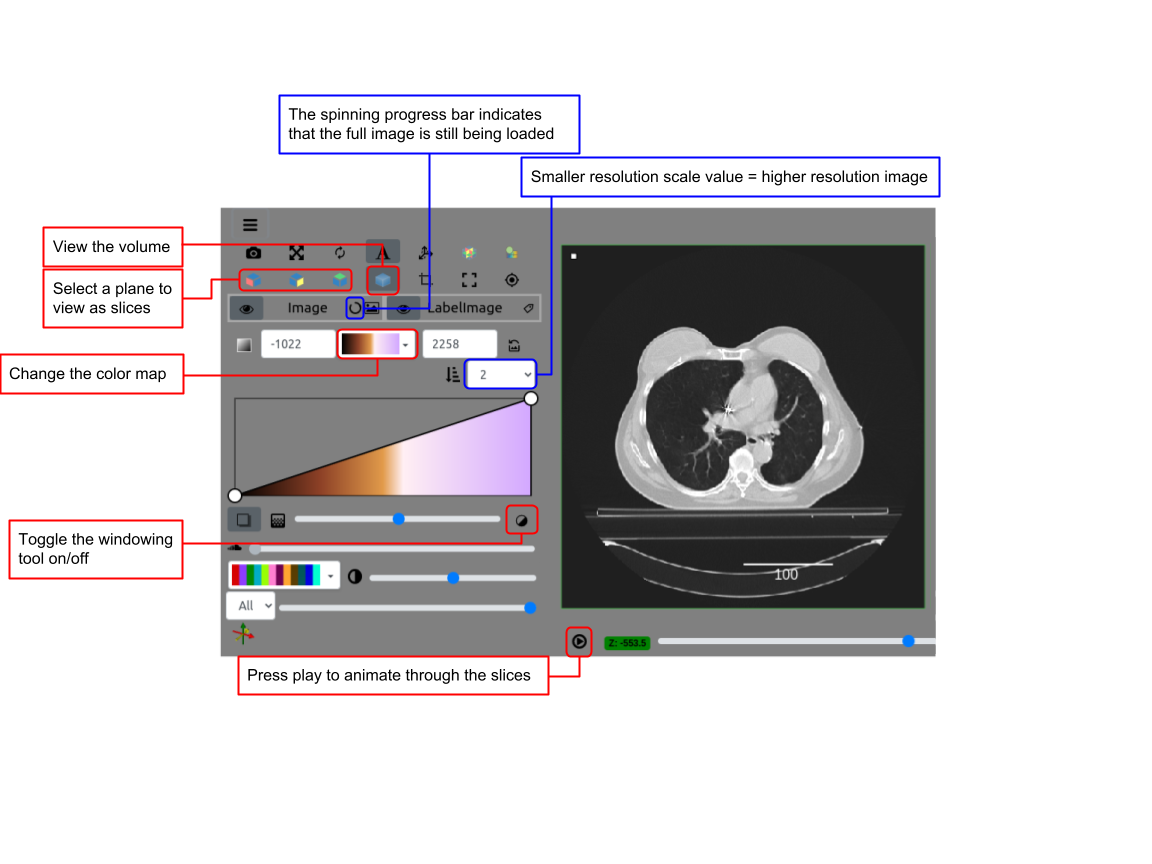 The spinning progress bar indicates
that the full image is still being loaded
Smaller resolution scale value = higher resolution image
View the volume
Select a plane to
view as slices
A
Image
LabelImage
-1022
2258
Change the color map
2
Toggle the windowing
tool on/off
All
100
Z: -553.5
Press play to animate through the slices